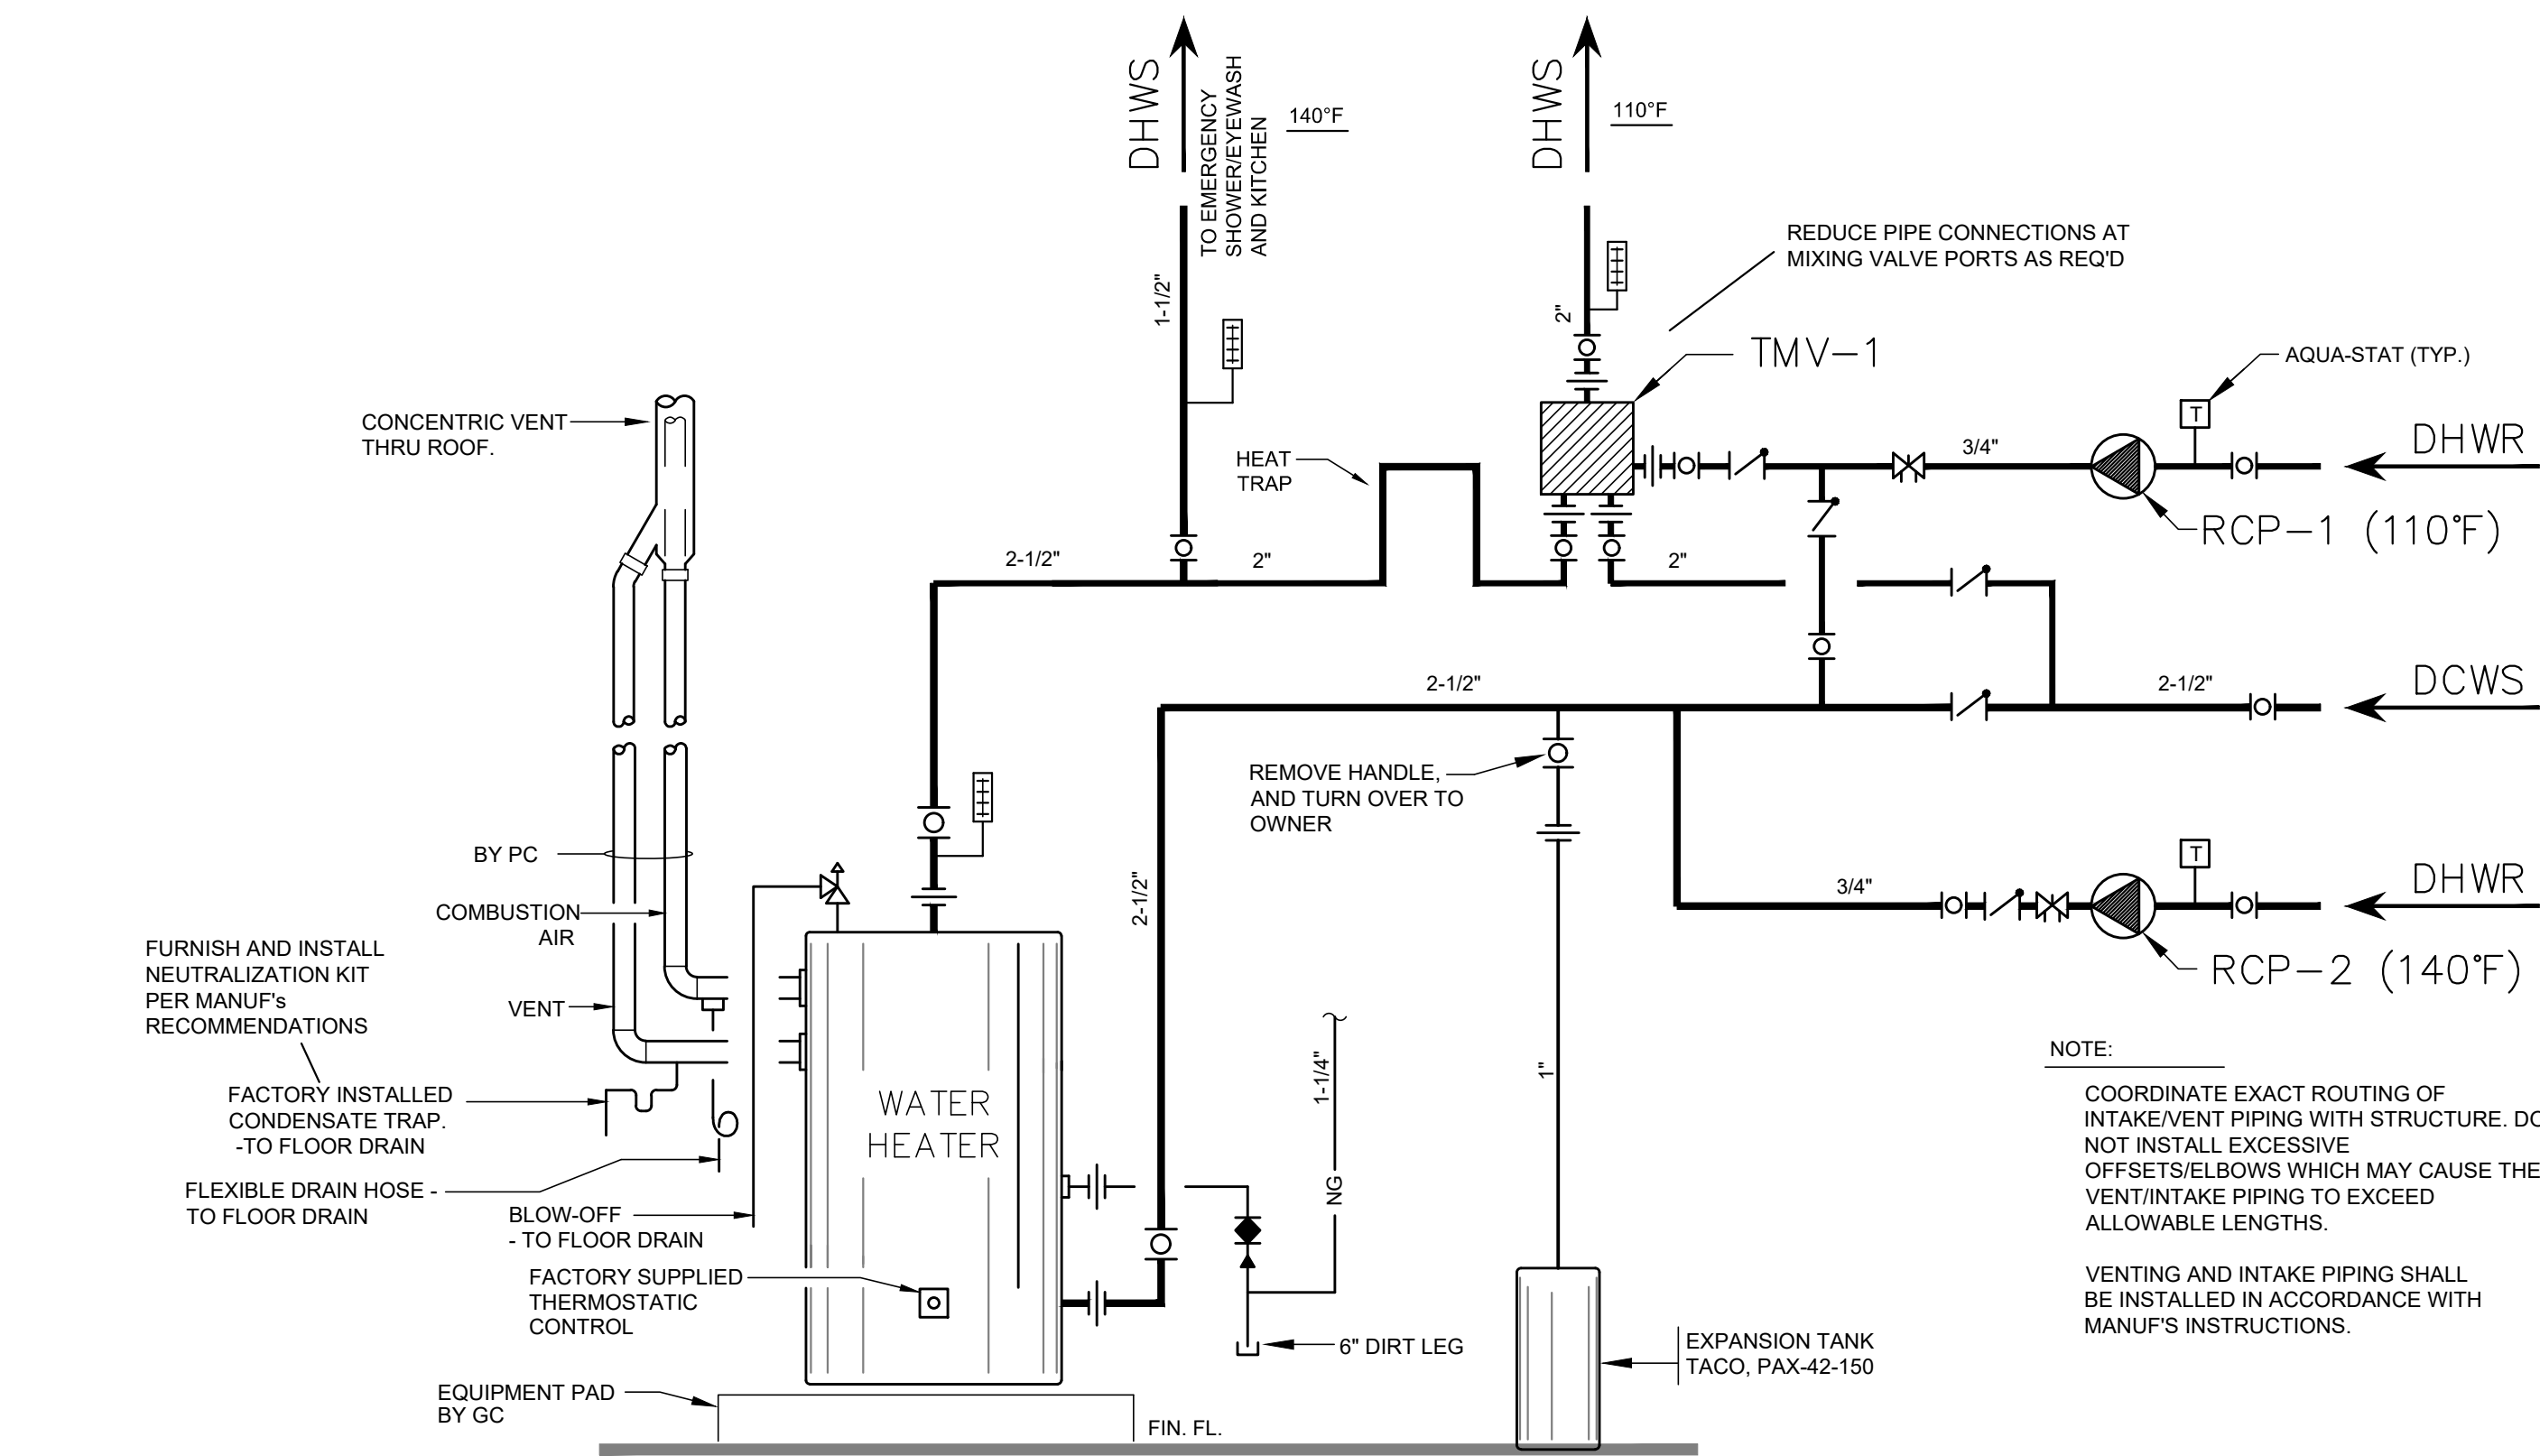 DHWS
TO EMERGENCY
SHOWER/EYEWASH
AND KITCHEN
140°F
1-1/2"
DHWS
110°F
2"
REDUCE PIPE CONNECTIONS AT
MIXING VALVE PORTS AS REQ'D
TMV-1
AQUA-STAT (TYP.)
T
DHWR
3/4"
RCP-1 (110°F)
CONCENTRIC VENT
THRU ROOF.
HEAT
TRAP
2-1/2"
2"
2"
2-1/2"
2-1/2"
DCWS
REMOVE HANDLE,
AND TURN OVER TO
OWNER
BY PC
COMBUSTION
AIR
2-1/2"
3/4"
T
DHWR
RCP-2 (140°F)
FURNISH AND INSTALL
NEUTRALIZATION KIT
PER MANUF's
RECOMMENDATIONS
VENT
FACTORY INSTALLED
CONDENSATE TRAP.
-TO FLOOR DRAIN
FLEXIBLE DRAIN HOSE -
TO FLOOR DRAIN
BLOW-OFF
- TO FLOOR DRAIN
FACTORY SUPPLIED
THERMOSTATIC
CONTROL
WATER
HEATER
1-1/4"
NG
1"
6" DIRT LEG
EXPANSION TANK
TACO, PAX-42-150
EQUIPMENT PAD
BY GC
FIN. FL.
NOTE:
COORDINATE EXACT ROUTING OF
INTAKE/VENT PIPING WITH STRUCTURE. DO
NOT INSTALL EXCESSIVE
OFFSETS/ELBOWS WHICH MAY CAUSE THE
VENT/INTAKE PIPING TO EXCEED
ALLOWABLE LENGTHS.
VENTING AND INTAKE PIPING SHALL
BE INSTALLED IN ACCORDANCE WITH
MANUF'S INSTRUCTIONS.